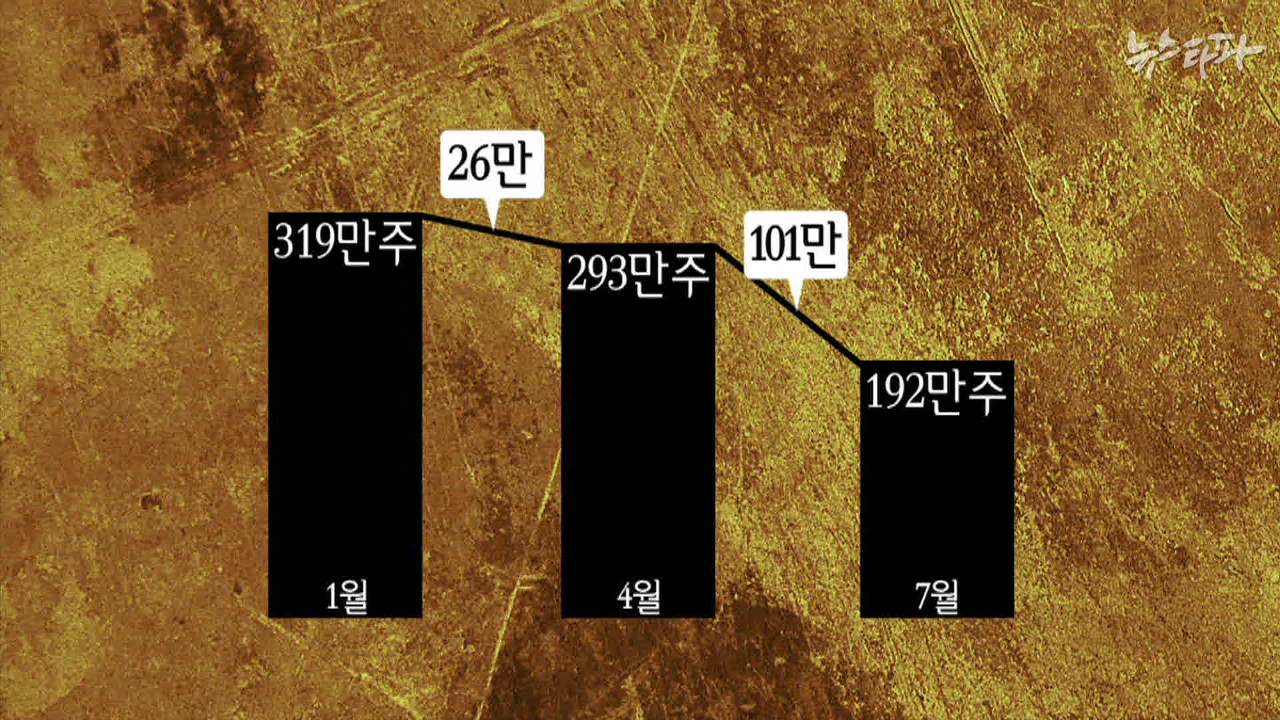 뉴스타파
26만
101만
319만 주
293만 주
192만 주
1월
4월
7월